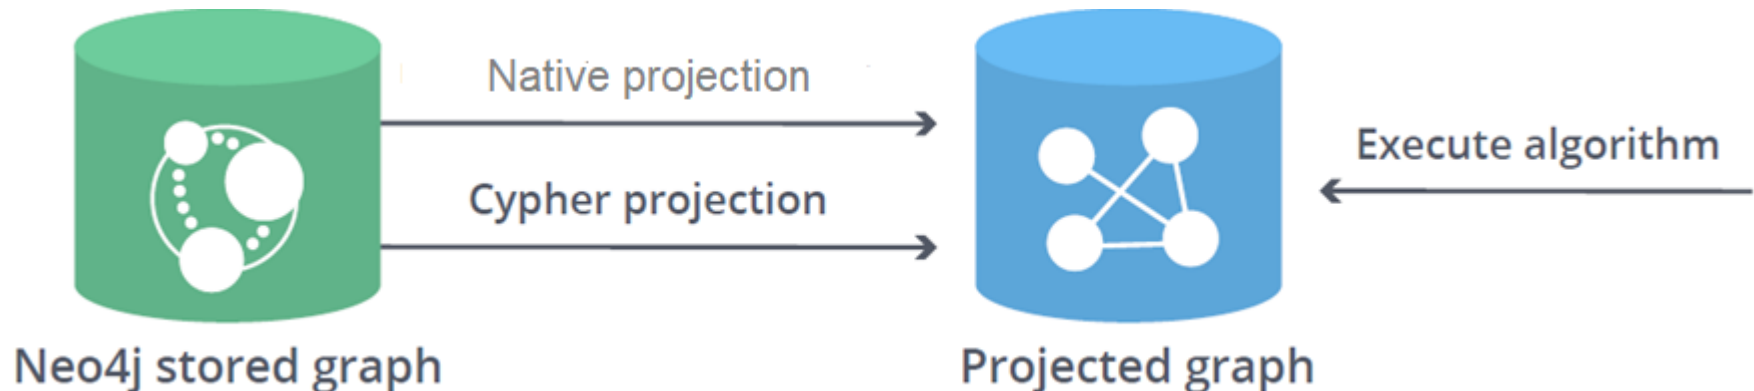 Native projection
Execute algorithm
Cypher projection
Neo4j stored graph
Projected graph